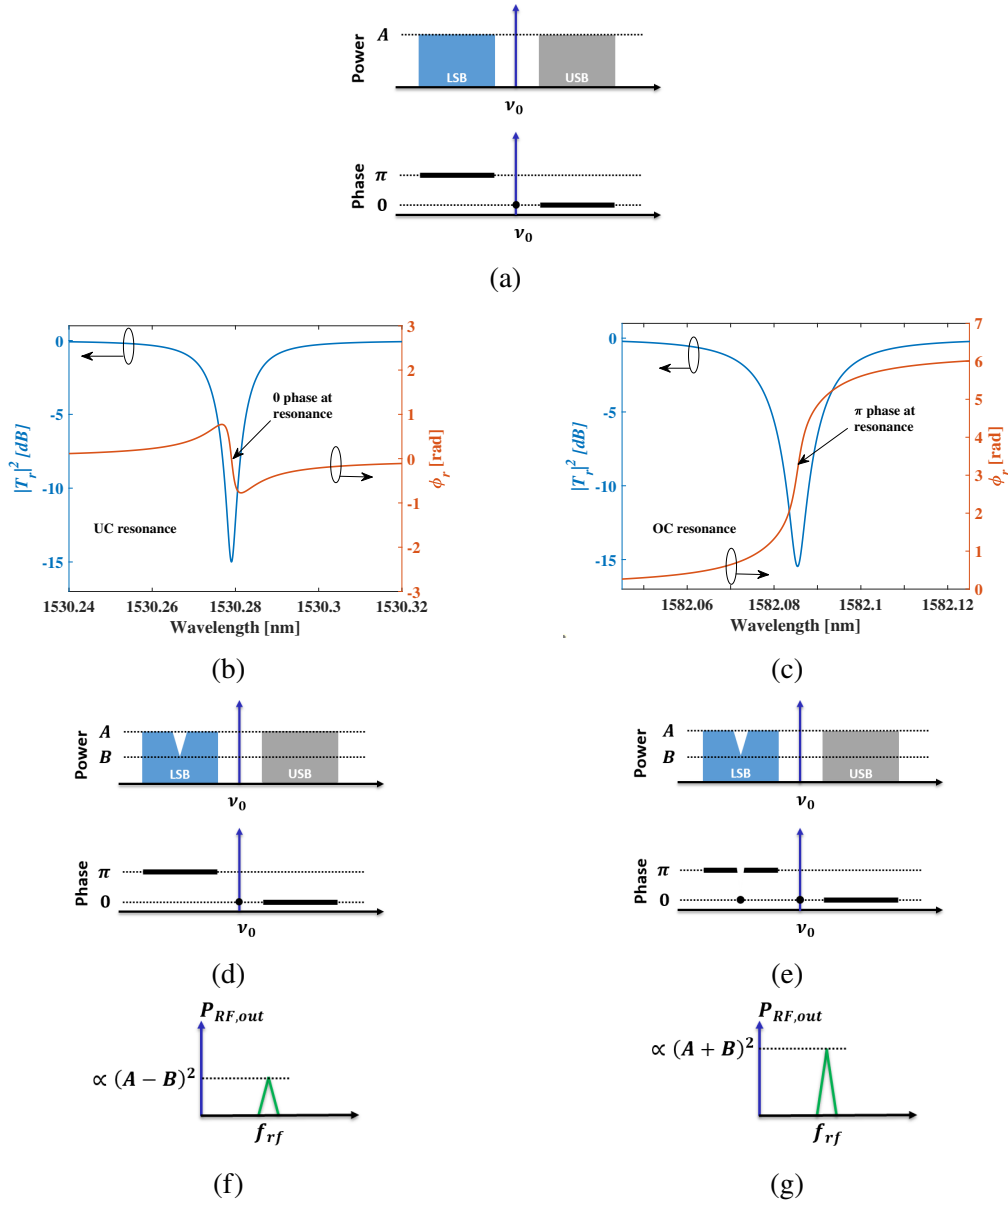 Power
A
LSB
USB
ν₀
Phase
π
0
ν₀
(a)
|Tᵣ|² [dB]
0
-5
-10
-15
0 phase at
resonance
UC resonance
3
2
1
0
-1
-2
-3
ϕᵣ [rad]
1530.24 1530.26 1530.28 1530.3 1530.32
Wavelength [nm]
(b)
|Tᵣ|² [dB]
0
-5
-10
-15
π phase at
resonance
OC resonance
7
6
5
4
3
2
1
0
ϕᵣ [rad]
1582.06 1582.08 1582.1 1582.12
Wavelength [nm]
(c)
Power
A
B
LSB
USB
ν₀
Phase
π
0
ν₀
(d)
Power
A
B
LSB
USB
ν₀
Phase
π
0
ν₀
(e)
P_RF,out
∝ (A − B)²
f_rf
(f)
P_RF,out
∝ (A + B)²
f_rf
(g)